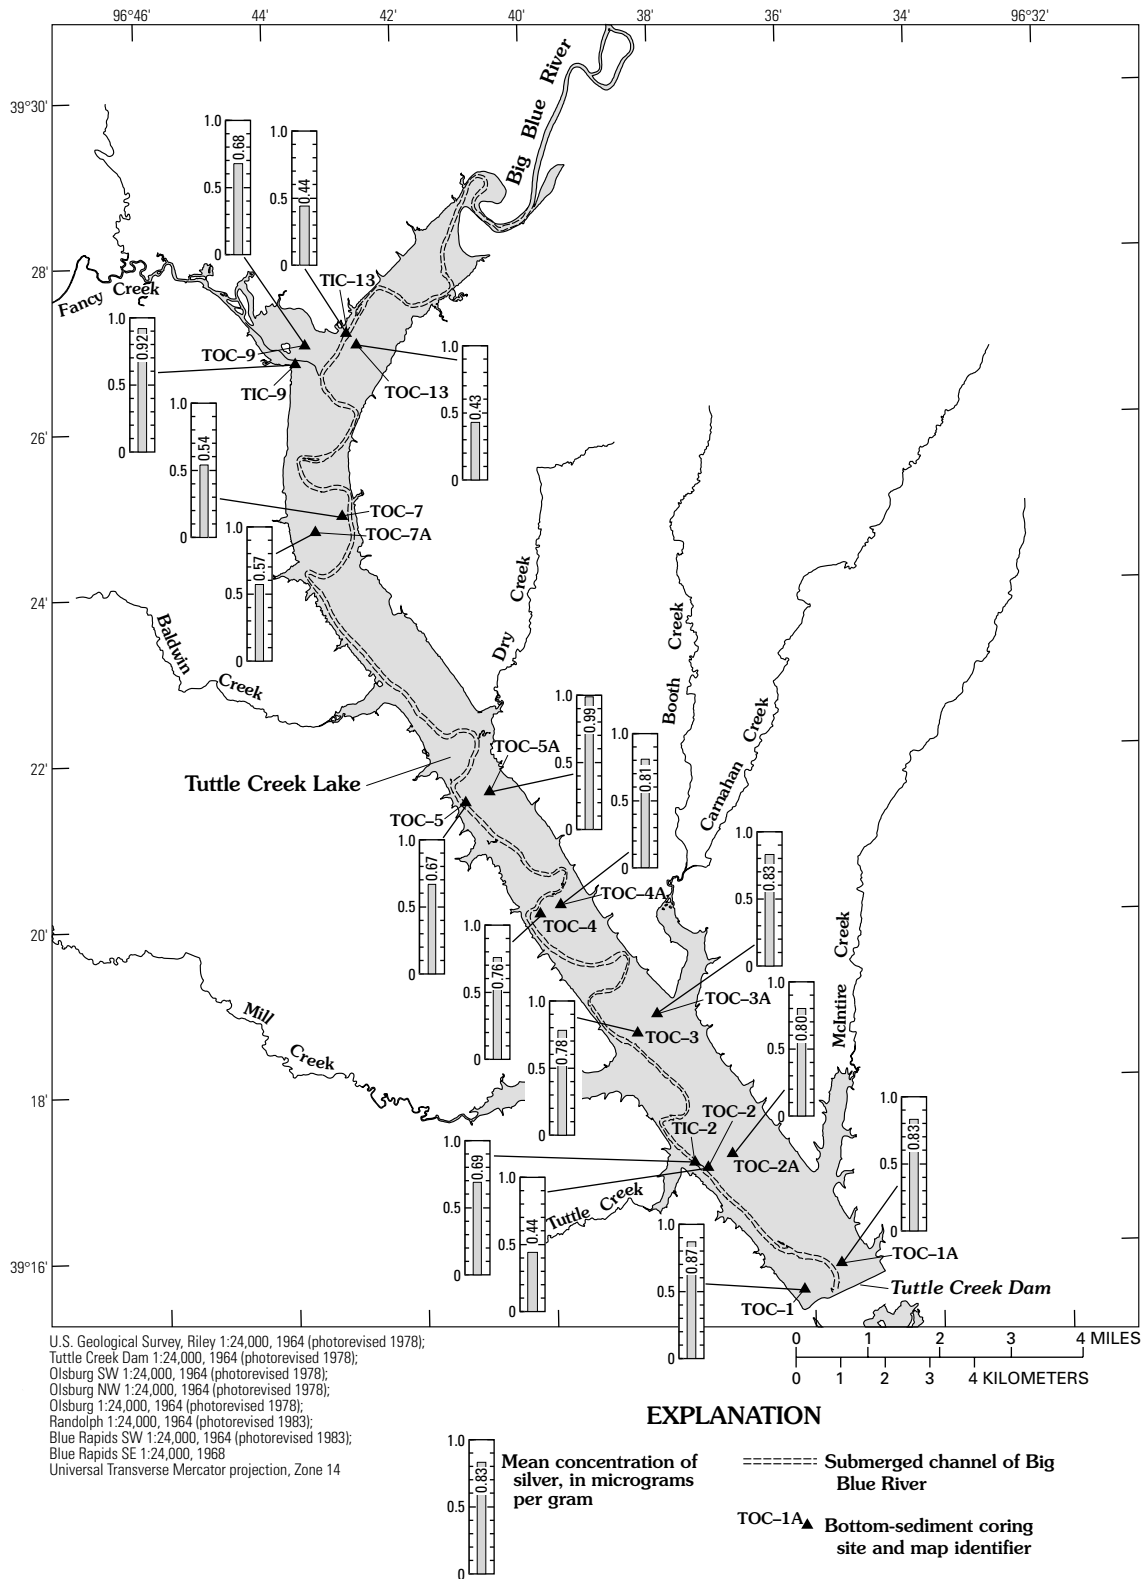 96°46'
44'
42'
40'
38'
36'
34'
96°32'
39°30'
28'
26'
24'
22'
20'
18'
39°16'
Big Blue River
1.0
0.5
0
0.68
1.0
0.5
0
0.44
TIC–13
Fancy Creek
1.0
0.5
0
0.92
TOC–9
TIC–9
TOC–13
1.0
0.5
0
0.43
1.0
0.5
0
0.54
TOC–7
TOC–7A
1.0
0.5
0
0.57
Baldwin
Creek
Dry
Creek
Booth
Creek
Carnahan
Creek
McIntire
Creek
Tuttle Creek Lake
TOC–5A
1.0
0.5
0
0.99
1.0
0.5
0
0.81
TOC–5
1.0
0.5
0
0.67
TOC–4A
TOC–4
1.0
0.5
0
0.76
1.0
0.5
0
0.83
TOC–3A
TOC–3
1.0
0.5
0
0.78
Mill
Creek
1.0
0.5
0
0.80
TOC–2
TIC–2
TOC–2A
1.0
0.5
0
0.69
1.0
0.5
0
0.44
Tuttle Creek
1.0
0.5
0
0.83
TOC–1A
1.0
0.5
0
0.87
TOC–1
Tuttle Creek Dam
0 1 2 3 4 MILES
0 1 2 3 4 KILOMETERS
U.S. Geological Survey, Riley 1:24,000, 1964 (photorevised 1978);
Tuttle Creek Dam 1:24,000, 1964 (photorevised 1978);
Olsburg SW 1:24,000, 1964 (photorevised 1978);
Olsburg NW 1:24,000, 1964 (photorevised 1978);
Olsburg 1:24,000, 1964 (photorevised 1978);
Randolph 1:24,000, 1964 (photorevised 1983);
Blue Rapids SW 1:24,000, 1964 (photorevised 1983);
Blue Rapids SE 1:24,000, 1968
Universal Transverse Mercator projection, Zone 14
EXPLANATION
1.0
0.5
0
0.83
Mean concentration of
silver, in micrograms
per gram
Submerged channel of Big
Blue River
TOC–1A
Bottom-sediment coring
site and map identifier